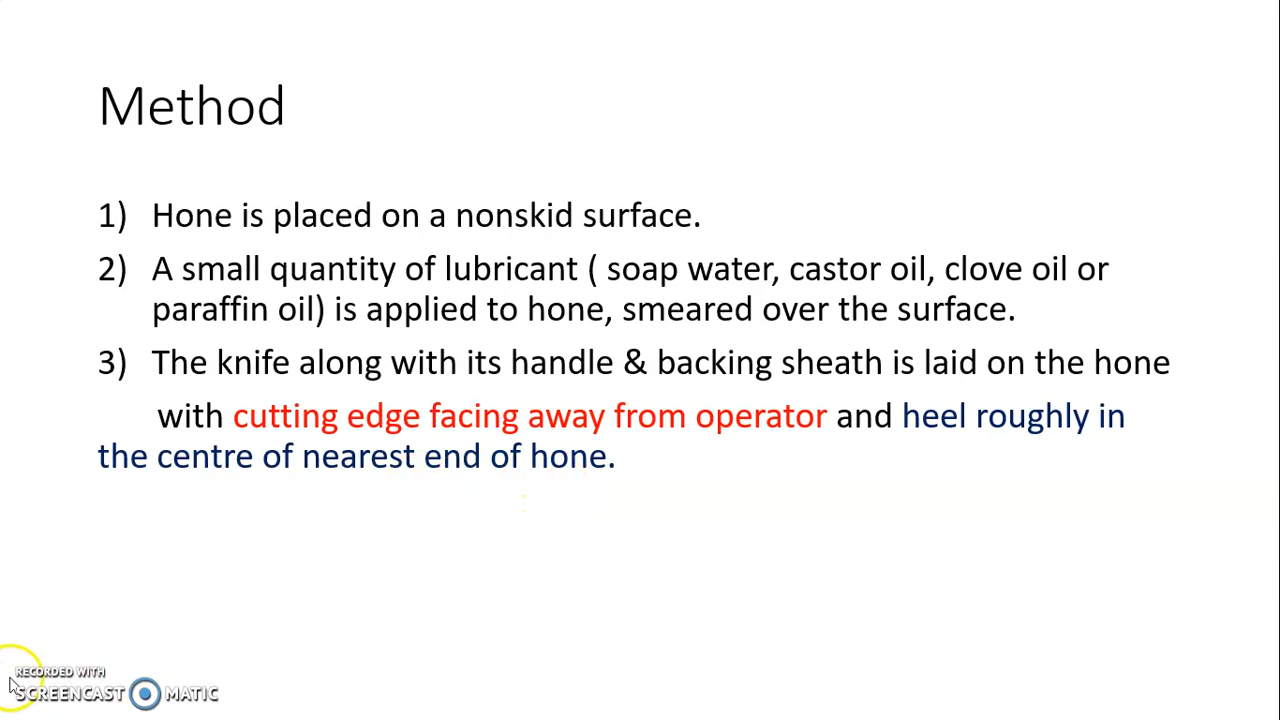 Method
1) Hone is placed on a nonskid surface.
2) A small quantity of lubricant ( soap water, castor oil, clove oil or
paraffin oil) is applied to hone, smeared over the surface.
3) The knife along with its handle & backing sheath is laid on the hone
with cutting edge facing away from operator and heel roughly in
the centre of nearest end of hone.
RECORDED WITH
SCREENCAST MATIC